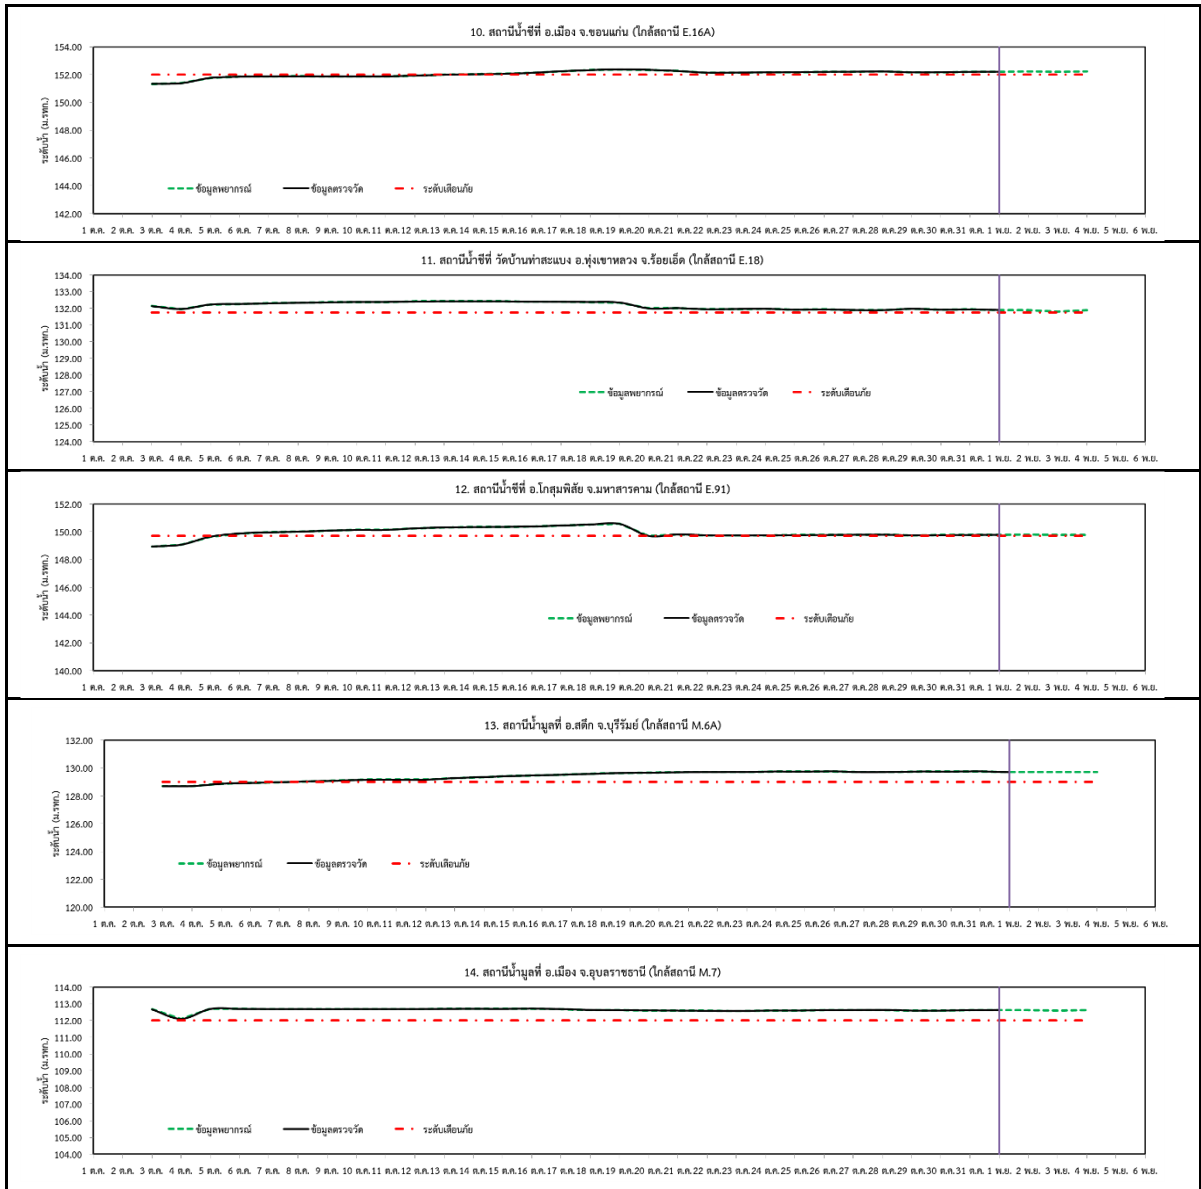 10. สถานีน้ำชีที่ อ.เมือง จ.ขอนแก่น (ใกล้สถานี E.16A)
ระดับน้ำ (ม.รทก.)
154.00
152.00
150.00
148.00
146.00
144.00
142.00
ข้อมูลพยากรณ์ ข้อมูลตรวจวัด ระดับเตือนภัย
1 ต.ค. 2 ต.ค. 3 ต.ค. 4 ต.ค. 5 ต.ค. 6 ต.ค. 7 ต.ค. 8 ต.ค. 9 ต.ค. 10 ต.ค. 11 ต.ค. 12 ต.ค. 13 ต.ค. 14 ต.ค. 15 ต.ค. 16 ต.ค. 17 ต.ค. 18 ต.ค. 19 ต.ค. 20 ต.ค. 21 ต.ค. 22 ต.ค. 23 ต.ค. 24 ต.ค. 25 ต.ค. 26 ต.ค. 27 ต.ค. 28 ต.ค. 29 ต.ค. 30 ต.ค. 31 ต.ค. 1 พ.ย. 2 พ.ย. 3 พ.ย. 4 พ.ย. 5 พ.ย. 6 พ.ย.
11. สถานีน้ำชีที่ วัดบ้านท่าสะแบง อ.ทุ่งเขาหลวง จ.ร้อยเอ็ด (ใกล้สถานี E.18)
ระดับน้ำ (ม.รทก.)
134.00
133.00
132.00
131.00
130.00
129.00
128.00
127.00
126.00
125.00
124.00
ข้อมูลพยากรณ์ ข้อมูลตรวจวัด ระดับเตือนภัย
1 ต.ค. 2 ต.ค. 3 ต.ค. 4 ต.ค. 5 ต.ค. 6 ต.ค. 7 ต.ค. 8 ต.ค. 9 ต.ค. 10 ต.ค. 11 ต.ค. 12 ต.ค. 13 ต.ค. 14 ต.ค. 15 ต.ค. 16 ต.ค. 17 ต.ค. 18 ต.ค. 19 ต.ค. 20 ต.ค. 21 ต.ค. 22 ต.ค. 23 ต.ค. 24 ต.ค. 25 ต.ค. 26 ต.ค. 27 ต.ค. 28 ต.ค. 29 ต.ค. 30 ต.ค. 31 ต.ค. 1 พ.ย. 2 พ.ย. 3 พ.ย. 4 พ.ย. 5 พ.ย. 6 พ.ย.
12. สถานีน้ำชีที่ อ.โกสุมพิสัย จ.มหาสารคาม (ใกล้สถานี E.91)
ระดับน้ำ (ม.รทก.)
152.00
150.00
148.00
146.00
144.00
142.00
140.00
ข้อมูลพยากรณ์ ข้อมูลตรวจวัด ระดับเตือนภัย
1 ต.ค. 2 ต.ค. 3 ต.ค. 4 ต.ค. 5 ต.ค. 6 ต.ค. 7 ต.ค. 8 ต.ค. 9 ต.ค. 10 ต.ค. 11 ต.ค. 12 ต.ค. 13 ต.ค. 14 ต.ค. 15 ต.ค. 16 ต.ค. 17 ต.ค. 18 ต.ค. 19 ต.ค. 20 ต.ค. 21 ต.ค. 22 ต.ค. 23 ต.ค. 24 ต.ค. 25 ต.ค. 26 ต.ค. 27 ต.ค. 28 ต.ค. 29 ต.ค. 30 ต.ค. 31 ต.ค. 1 พ.ย. 2 พ.ย. 3 พ.ย. 4 พ.ย. 5 พ.ย. 6 พ.ย.
13. สถานีน้ำมูลที่ อ.สตึก จ.บุรีรัมย์ (ใกล้สถานี M.6A)
ระดับน้ำ (ม.รทก.)
132.00
130.00
128.00
126.00
124.00
122.00
120.00
ข้อมูลพยากรณ์ ข้อมูลตรวจวัด ระดับเตือนภัย
1 ต.ค. 2 ต.ค. 3 ต.ค. 4 ต.ค. 5 ต.ค. 6 ต.ค. 7 ต.ค. 8 ต.ค. 9 ต.ค. 10 ต.ค. 11 ต.ค. 12 ต.ค. 13 ต.ค. 14 ต.ค. 15 ต.ค. 16 ต.ค. 17 ต.ค. 18 ต.ค. 19 ต.ค. 20 ต.ค. 21 ต.ค. 22 ต.ค. 23 ต.ค. 24 ต.ค. 25 ต.ค. 26 ต.ค. 27 ต.ค. 28 ต.ค. 29 ต.ค. 30 ต.ค. 31 ต.ค. 1 พ.ย. 2 พ.ย. 3 พ.ย. 4 พ.ย. 5 พ.ย. 6 พ.ย.
14. สถานีน้ำมูลที่ อ.เมือง จ.อุบลราชธานี (ใกล้สถานี M.7)
ระดับน้ำ (ม.รทก.)
114.00
113.00
112.00
111.00
110.00
109.00
108.00
107.00
106.00
105.00
104.00
ข้อมูลพยากรณ์ ข้อมูลตรวจวัด ระดับเตือนภัย
1 ต.ค. 2 ต.ค. 3 ต.ค. 4 ต.ค. 5 ต.ค. 6 ต.ค. 7 ต.ค. 8 ต.ค. 9 ต.ค. 10 ต.ค. 11 ต.ค. 12 ต.ค. 13 ต.ค. 14 ต.ค. 15 ต.ค. 16 ต.ค. 17 ต.ค. 18 ต.ค. 19 ต.ค. 20 ต.ค. 21 ต.ค. 22 ต.ค. 23 ต.ค. 24 ต.ค. 25 ต.ค. 26 ต.ค. 27 ต.ค. 28 ต.ค. 29 ต.ค. 30 ต.ค. 31 ต.ค. 1 พ.ย. 2 พ.ย. 3 พ.ย. 4 พ.ย. 5 พ.ย. 6 พ.ย.